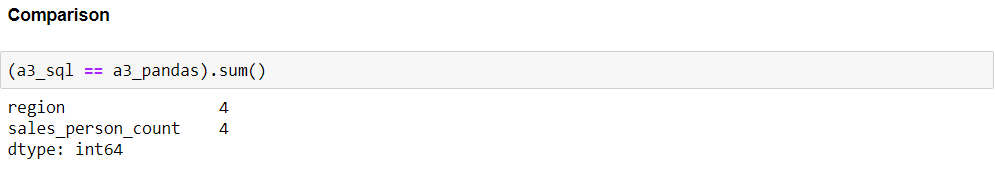 Comparison
(a3_sql == a3_pandas).sum()
region 4
sales_person_count 4
dtype: int64